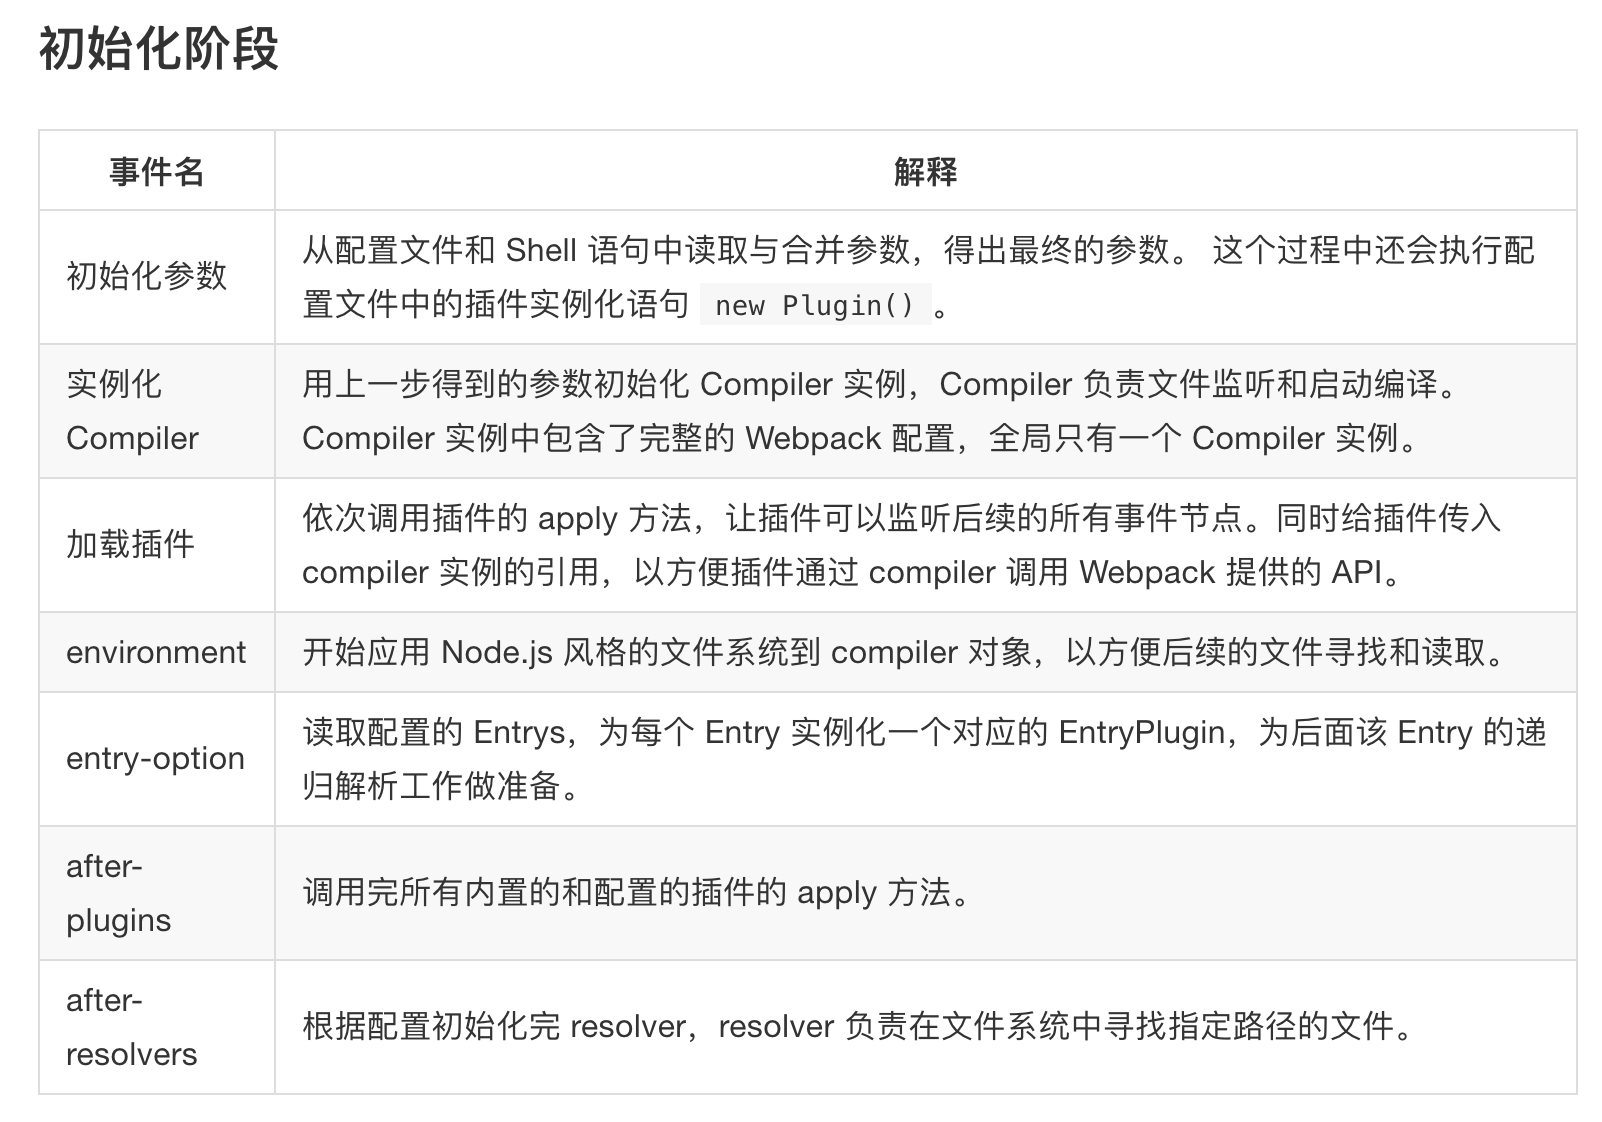 初始化阶段
事件名
解释
初始化参数
从配置文件和 Shell 语句中读取与合并参数，得出最终的参数。 这个过程中还会执行配
置文件中的插件实例化语句 new Plugin() 。
实例化
Compiler
用上一步得到的参数初始化 Compiler 实例，Compiler 负责文件监听和启动编译。
Compiler 实例中包含了完整的 Webpack 配置，全局只有一个 Compiler 实例。
加载插件
依次调用插件的 apply 方法，让插件可以监听后续的所有事件节点。同时给插件传入
compiler 实例的引用，以方便插件通过 compiler 调用 Webpack 提供的 API。
environment
开始应用 Node.js 风格的文件系统到 compiler 对象，以方便后续的文件寻找和读取。
entry-option
读取配置的 Entrys，为每个 Entry 实例化一个对应的 EntryPlugin，为后面该 Entry 的递
归解析工作做准备。
after-
plugins
调用完所有内置的和配置的插件的 apply 方法。
after-
resolvers
根据配置初始化完 resolver，resolver 负责在文件系统中寻找指定路径的文件。